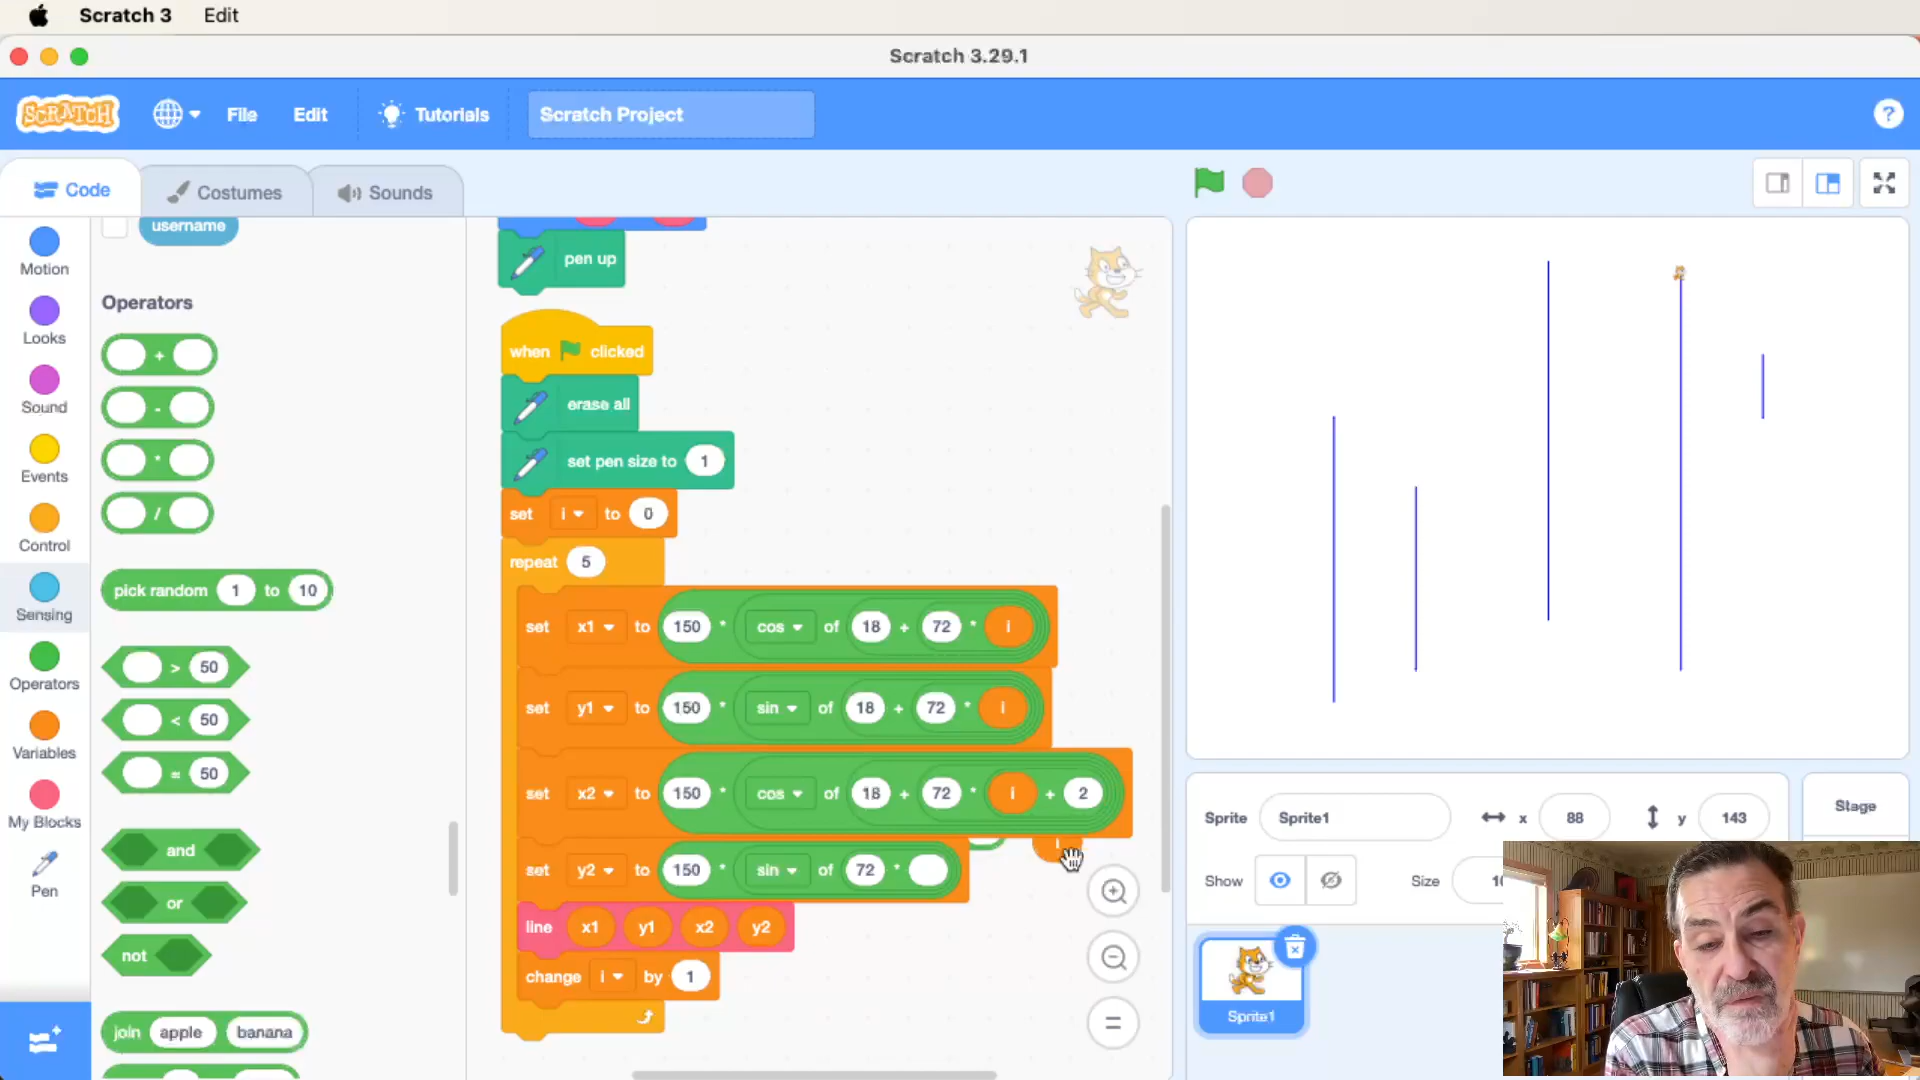 Scratch 3 Edit
Scratch 3.29.1
SCRATCH File Edit Tutorials Scratch Project ?
Code Costumes Sounds
Motion
Looks
Sound
Events
Control
Sensing
Operators
Variables
My Blocks
Pen
username
Operators
+
-
*
/
pick random 1 to 10
> 50
< 50
= 50
and
or
not
join apple banana
pen up
when clicked
erase all
set pen size to 1
set i to 0
repeat 5
set x1 to 150 * cos of 18 + 72 * i
set y1 to 150 * sin of 18 + 72 * i
set x2 to 150 * cos of 18 + 72 * i + 2
set y2 to 150 * sin of 72 *
i
line x1 y1 x2 y2
change i by 1
Sprite Sprite1 x 88 y 143
Show Size
Sprite1
Stage